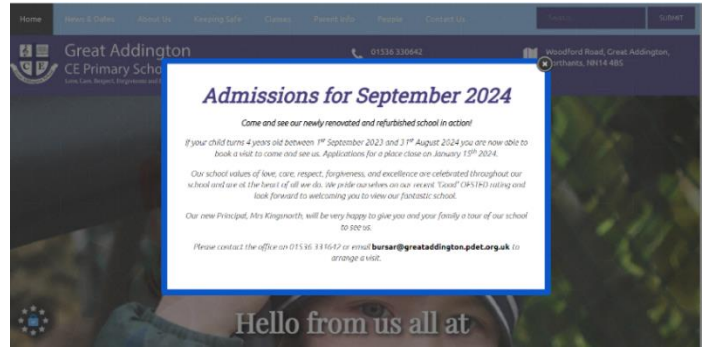 Home News & Dates About Us Keeping Safe Classes Parent Info People Contact Us SUBMIT
Great Addington
CE Primary Schoo
01536 330642
Woodford Road, Great Addington,
orthants, NN14 4BS
Admissions for September 2024
Come and see our newly renovated and refurbished school in action!
If your child turns 4 years old between 1st September 2023 and 31st August 2024 you are now able to
book a visit to come and see us. Applications for a place close on January 15th 2024.
Our school values of love, care, respect, forgiveness, and excellence are celebrated throughout our
school and are at the heart of all we do. We pride ourselves on our recent 'Good' OFSTED rating and
look forward to welcoming you to view our fantastic school.
Our new Principal, Mrs Kingsnorth, will be very happy to give you and your family a tour of our school
to see us.
Please contact the office on 01536 331642 or email bursar@greataddington.pdet.org.uk to
arrange a visit.
Hello from us all at